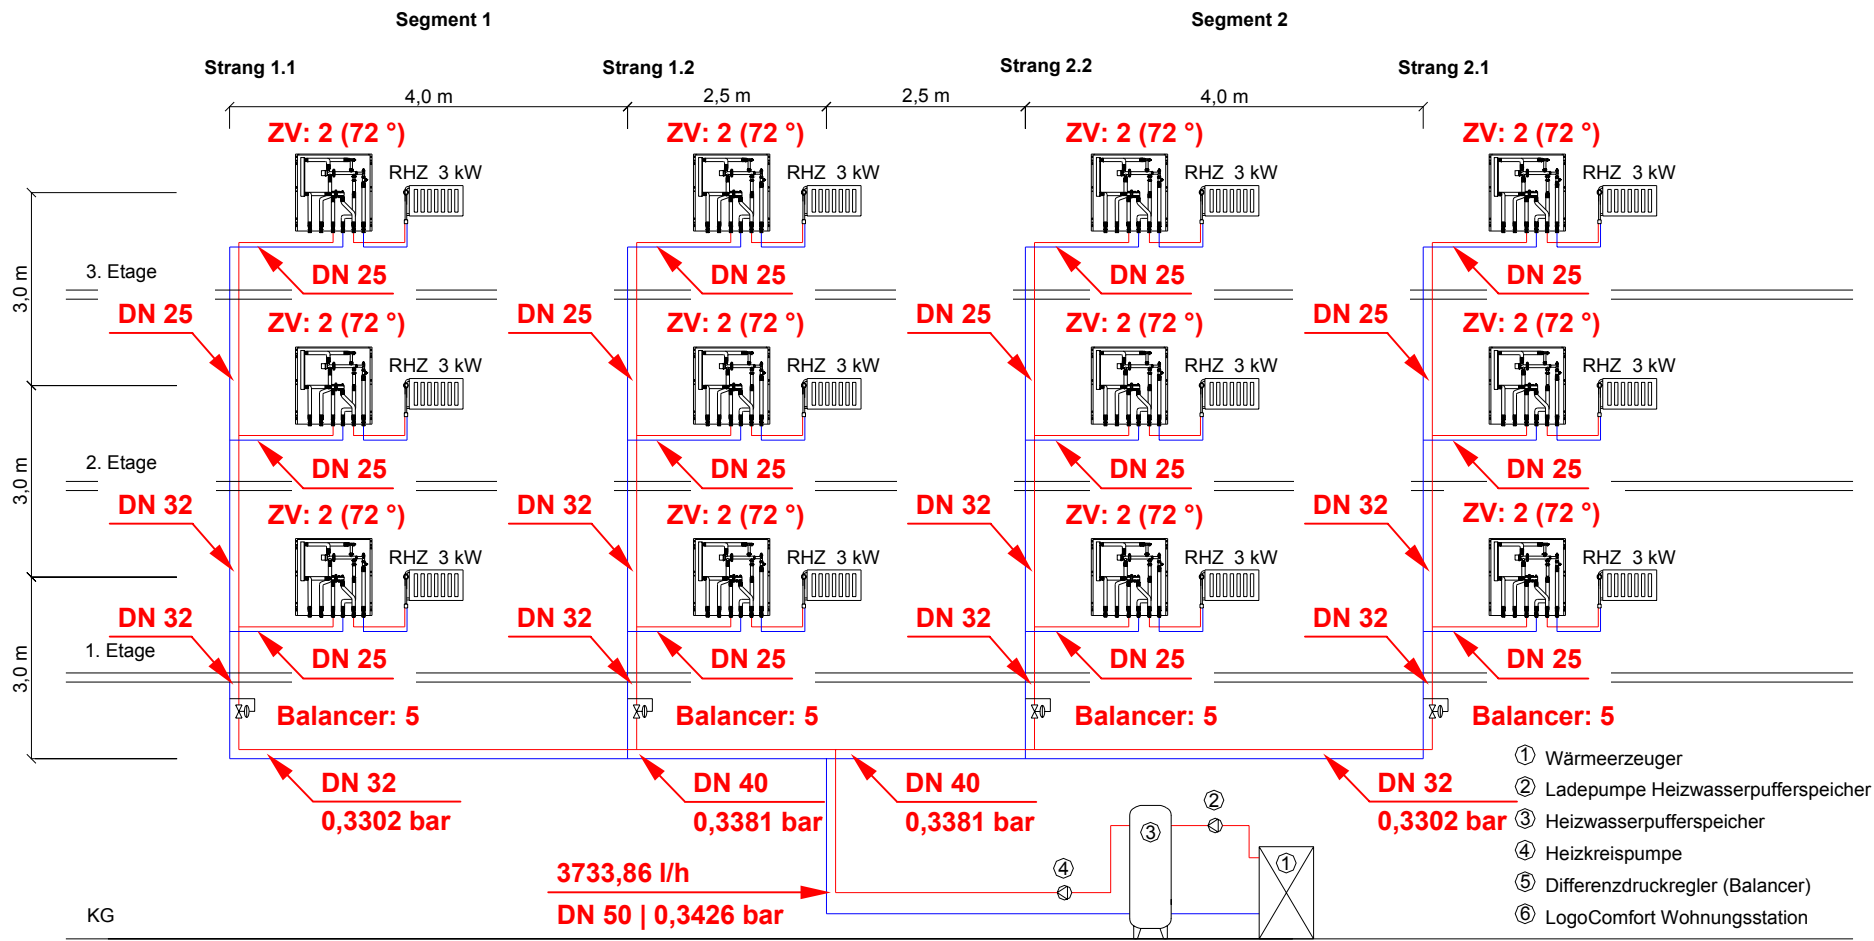 Segment 1
Segment 2
Strang 1.1
Strang 1.2
Strang 2.2
Strang 2.1
4,0 m
2,5 m
2,5 m
4,0 m
ZV: 2 (72 °)
ZV: 2 (72 °)
ZV: 2 (72 °)
ZV: 2 (72 °)
RHZ 3 kW
RHZ 3 kW
RHZ 3 kW
RHZ 3 kW
3,0 m
3. Etage
DN 25
DN 25
DN 25
DN 25
DN 25
DN 25
DN 25
DN 25
ZV: 2 (72 °)
ZV: 2 (72 °)
ZV: 2 (72 °)
ZV: 2 (72 °)
RHZ 3 kW
RHZ 3 kW
RHZ 3 kW
RHZ 3 kW
3,0 m
2. Etage
DN 25
DN 25
DN 25
DN 25
DN 32
DN 32
DN 32
DN 32
ZV: 2 (72 °)
ZV: 2 (72 °)
ZV: 2 (72 °)
ZV: 2 (72 °)
RHZ 3 kW
RHZ 3 kW
RHZ 3 kW
RHZ 3 kW
DN 32
DN 32
DN 32
DN 32
3,0 m
1. Etage
DN 25
DN 25
DN 25
DN 25
Balancer: 5
Balancer: 5
Balancer: 5
Balancer: 5
DN 32
0,3302 bar
DN 40
0,3381 bar
DN 40
0,3381 bar
DN 32
0,3302 bar
3733,86 l/h
DN 50 | 0,3426 bar
4
3
2
1
1 Wärmeerzeuger
2 Ladepumpe Heizwasserpufferspeicher
3 Heizwasserpufferspeicher
4 Heizkreispumpe
5 Differenzdruckregler (Balancer)
6 LogoComfort Wohnungsstation
KG